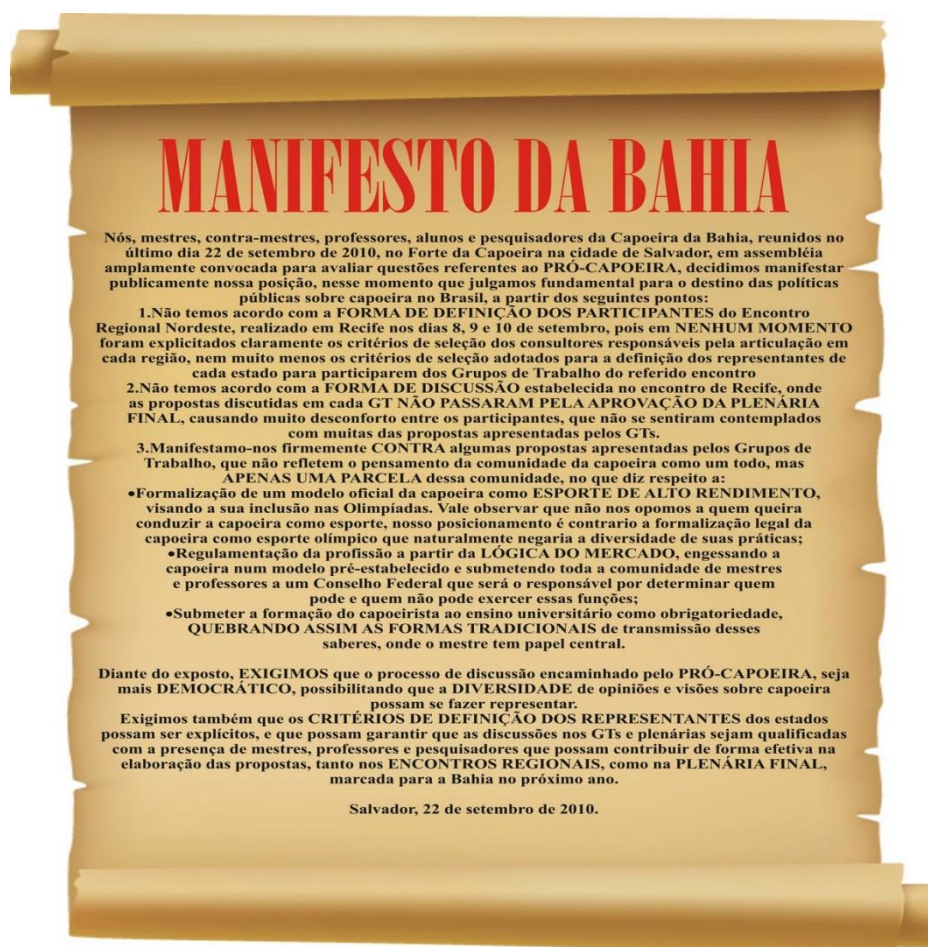 MANIFESTO DA BAHIA
Nós, mestres, contra-mestres, professores, alunos e pesquisadores da Capoeira da Bahia, reunidos no
último dia 22 de setembro de 2010, no Forte da Capoeira na cidade de Salvador, em assembléia
amplamente convocada para avaliar questões referentes ao PRÓ-CAPOEIRA, decidimos manifestar
publicamente nossa posição, nesse momento que julgamos fundamental para o destino das políticas
públicas sobre capoeira no Brasil, a partir dos seguintes pontos:
1.Não temos acordo com a FORMA DE DEFINIÇÃO DOS PARTICIPANTES do Encontro
Regional Nordeste, realizado em Recife nos dias 8, 9 e 10 de setembro, pois em NENHUM MOMENTO
foram explicitados claramente os critérios de seleção dos consultores responsáveis pela articulação em
cada região, nem muito menos os critérios de seleção adotados para a definição dos representantes de
cada estado para participarem dos Grupos de Trabalho do referido encontro
2.Não temos acordo com a FORMA DE DISCUSSÃO estabelecida no encontro de Recife, onde
as propostas discutidas em cada GT NÃO PASSARAM PELA APROVAÇÃO DA PLENÁRIA
FINAL, causando muito desconforto entre os participantes, que não se sentiram contemplados
com muitas das propostas apresentadas pelos GTs.
3.Manifestamo-nos firmemente CONTRA algumas propostas apresentadas pelos Grupos de
Trabalho, que não refletem o pensamento da comunidade da capoeira como um todo, mas
APENAS UMA PARCELA dessa comunidade, no que diz respeito a:
•Formalização de um modelo oficial da capoeira como ESPORTE DE ALTO RENDIMENTO,
visando a sua inclusão nas Olimpíadas. Vale observar que não nos opomos a quem queira
conduzir a capoeira como esporte, nosso posicionamento é contrario a formalização legal da
capoeira como esporte olímpico que naturalmente negaria a diversidade de suas práticas;
•Regulamentação da profissão a partir da LÓGICA DO MERCADO, engessando a
capoeira num modelo pré-estabelecido e submetendo toda a comunidade de mestres
e professores a um Conselho Federal que será o responsável por determinar quem
pode e quem não pode exercer essas funções;
•Submeter a formação do capoeirista ao ensino universitário como obrigatoriedade,
QUEBRANDO ASSIM AS FORMAS TRADICIONAIS de transmissão desses
saberes, onde o mestre tem papel central.
Diante do exposto, EXIGIMOS que o processo de discussão encaminhado pelo PRÓ-CAPOEIRA, seja
mais DEMOCRÁTICO, possibilitando que a DIVERSIDADE de opiniões e visões sobre capoeira
possam se fazer representar.
Exigimos também que os CRITÉRIOS DE DEFINIÇÃO DOS REPRESENTANTES dos estados
possam ser explícitos, e que possam garantir que as discussões nos GTs e plenárias sejam qualificadas
com a presença de mestres, professores e pesquisadores que possam contribuir de forma efetiva na
elaboração das propostas, tanto nos ENCONTROS REGIONAIS, como na PLENÁRIA FINAL,
marcada para a Bahia no próximo ano.
Salvador, 22 de setembro de 2010.